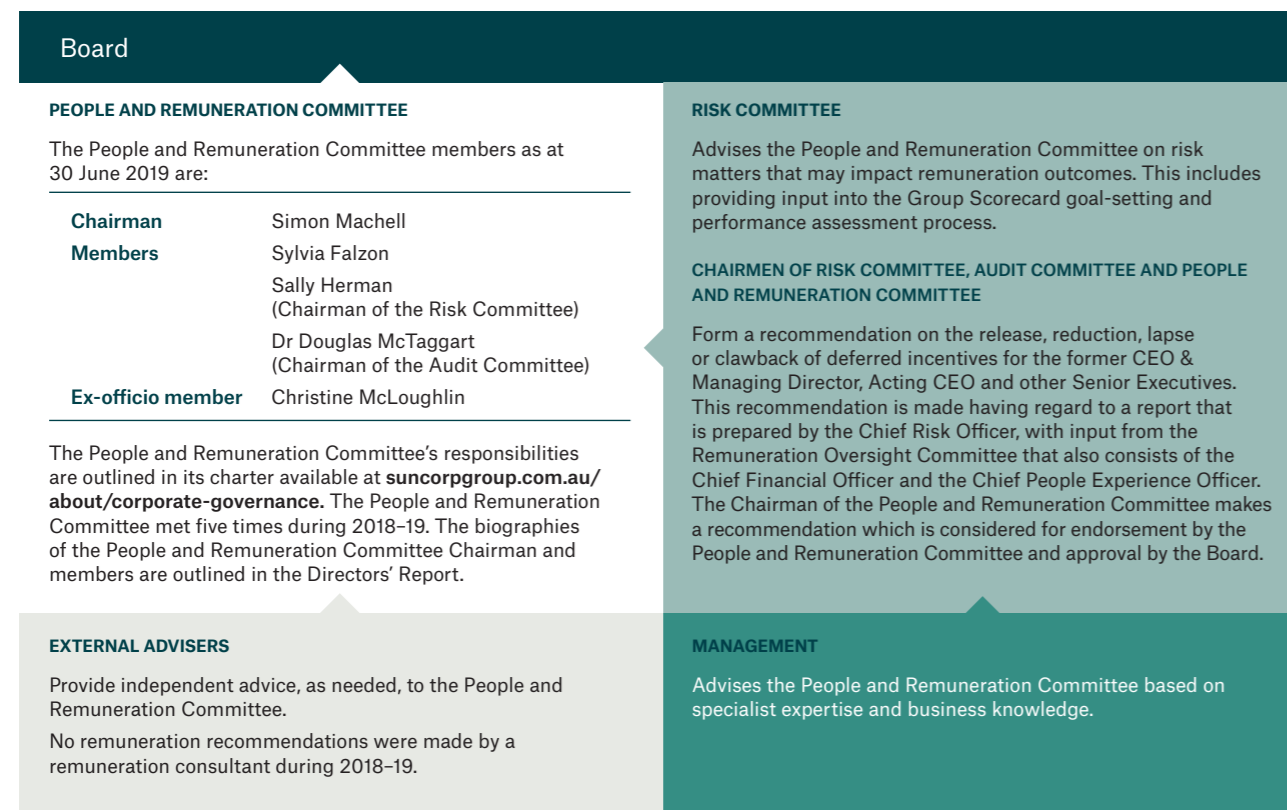 Board
PEOPLE AND REMUNERATION COMMITTEE
The People and Remuneration Committee members as at
30 June 2019 are:
Chairman Simon Machell
Members Sylvia Falzon
Sally Herman
(Chairman of the Risk Committee)
Dr Douglas McTaggart
(Chairman of the Audit Committee)
Ex-officio member Christine McLoughlin
The People and Remuneration Committee's responsibilities
are outlined in its charter available at suncorpgroup.com.au/
about/corporate-governance. The People and Remuneration
Committee met five times during 2018–19. The biographies
of the People and Remuneration Committee Chairman and
members are outlined in the Directors' Report.
RISK COMMITTEE
Advises the People and Remuneration Committee on risk
matters that may impact remuneration outcomes. This includes
providing input into the Group Scorecard goal-setting and
performance assessment process.
CHAIRMEN OF RISK COMMITTEE, AUDIT COMMITTEE AND PEOPLE
AND REMUNERATION COMMITTEE
Form a recommendation on the release, reduction, lapse
or clawback of deferred incentives for the former CEO &
Managing Director, Acting CEO and other Senior Executives.
This recommendation is made having regard to a report that
is prepared by the Chief Risk Officer, with input from the
Remuneration Oversight Committee that also consists of the
Chief Financial Officer and the Chief People Experience Officer.
The Chairman of the People and Remuneration Committee makes
a recommendation which is considered for endorsement by the
People and Remuneration Committee and approval by the Board.
EXTERNAL ADVISERS
Provide independent advice, as needed, to the People and
Remuneration Committee.
No remuneration recommendations were made by a
remuneration consultant during 2018–19.
MANAGEMENT
Advises the People and Remuneration Committee based on
specialist expertise and business knowledge.